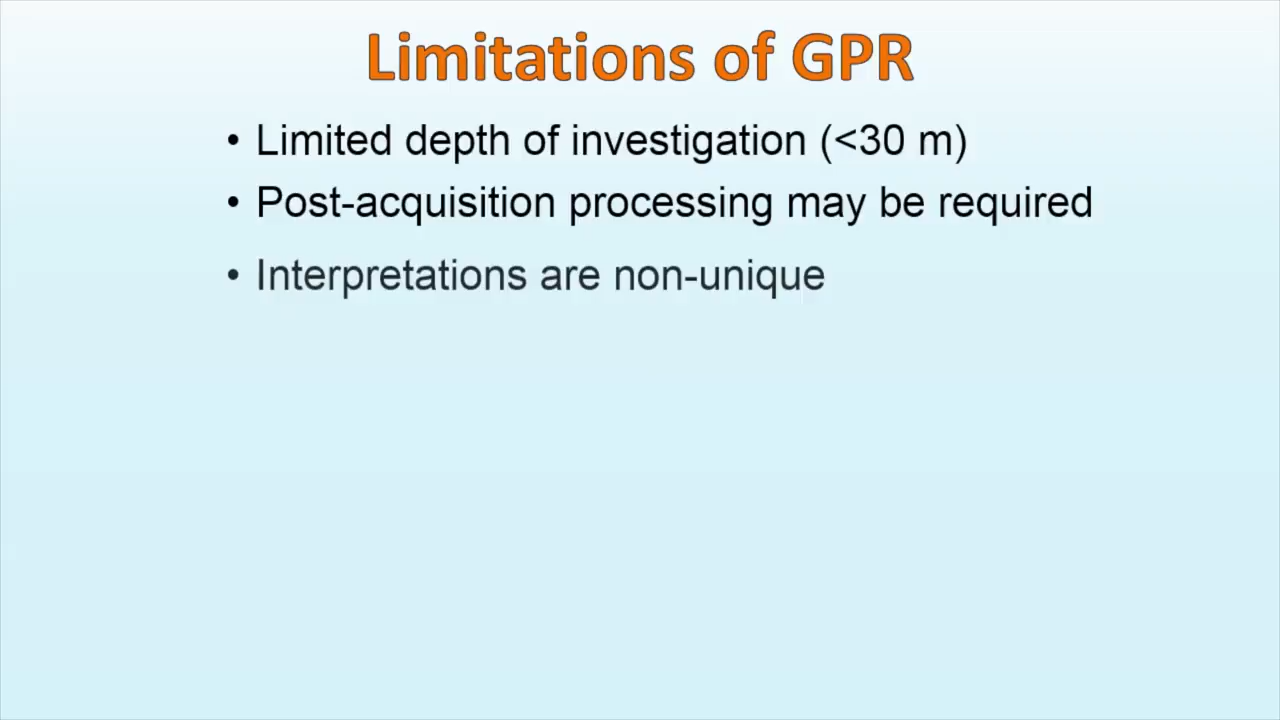 Limitations of GPR
• Limited depth of investigation (<30 m)
• Post-acquisition processing may be required
• Interpretations are non-unique